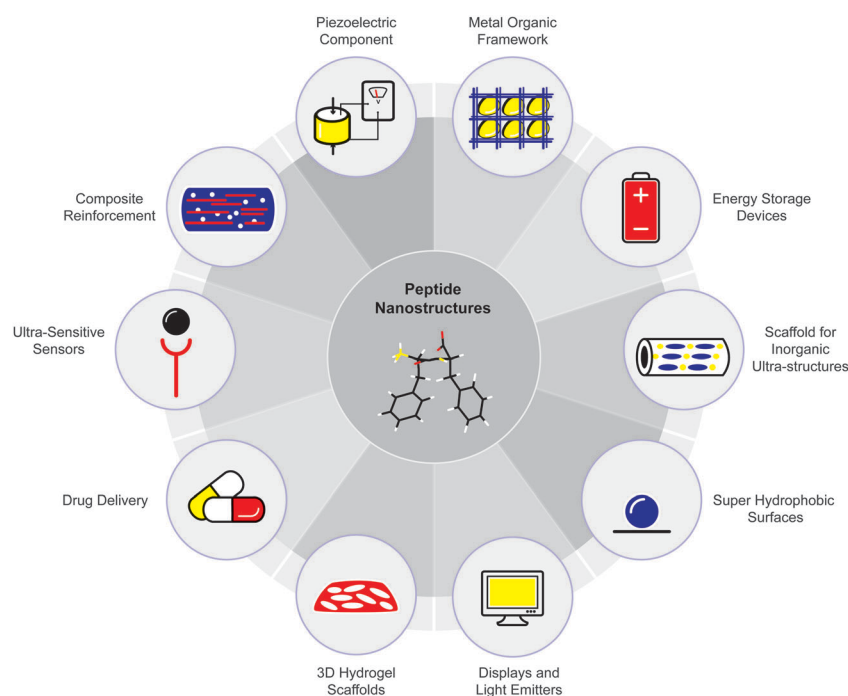 Piezoelectric
Component
Metal Organic
Framework
Composite
Reinforcement
Energy Storage
Devices
Peptide
Nanostructures
Ultra-Sensitive
Sensors
Scaffold for
Inorganic
Ultra-structures
Drug Delivery
Super Hydrophobic
Surfaces
3D Hydrogel
Scaffolds
Displays and
Light Emitters
V
+
−